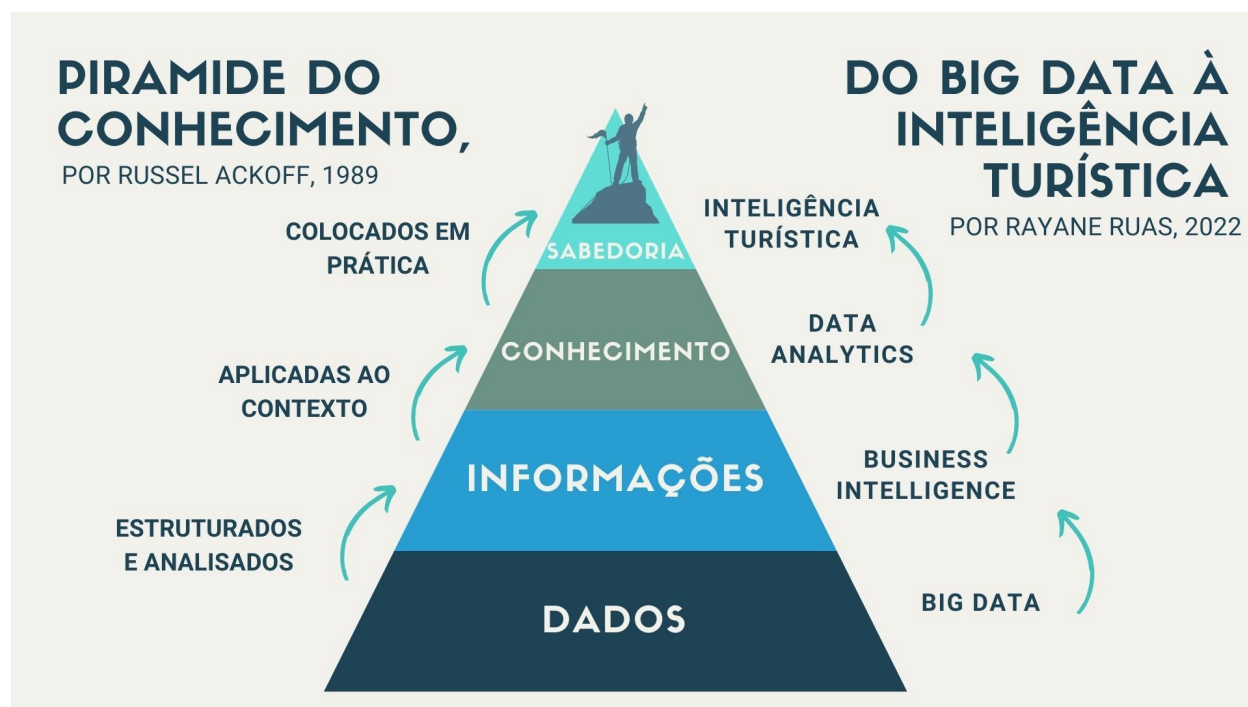 PIRAMIDE DO
CONHECIMENTO,
POR RUSSEL ACKOFF, 1989
DO BIG DATA À
INTELIGÊNCIA
TURÍSTICA
POR RAYANE RUAS, 2022
COLOCADOS EM
PRÁTICA
APLICADAS AO
CONTEXTO
ESTRUTURADOS
E ANALISADOS
SABEDORIA
CONHECIMENTO
INFORMAÇÕES
DADOS
INTELIGÊNCIA
TURÍSTICA
DATA
ANALYTICS
BUSINESS
INTELLIGENCE
BIG DATA